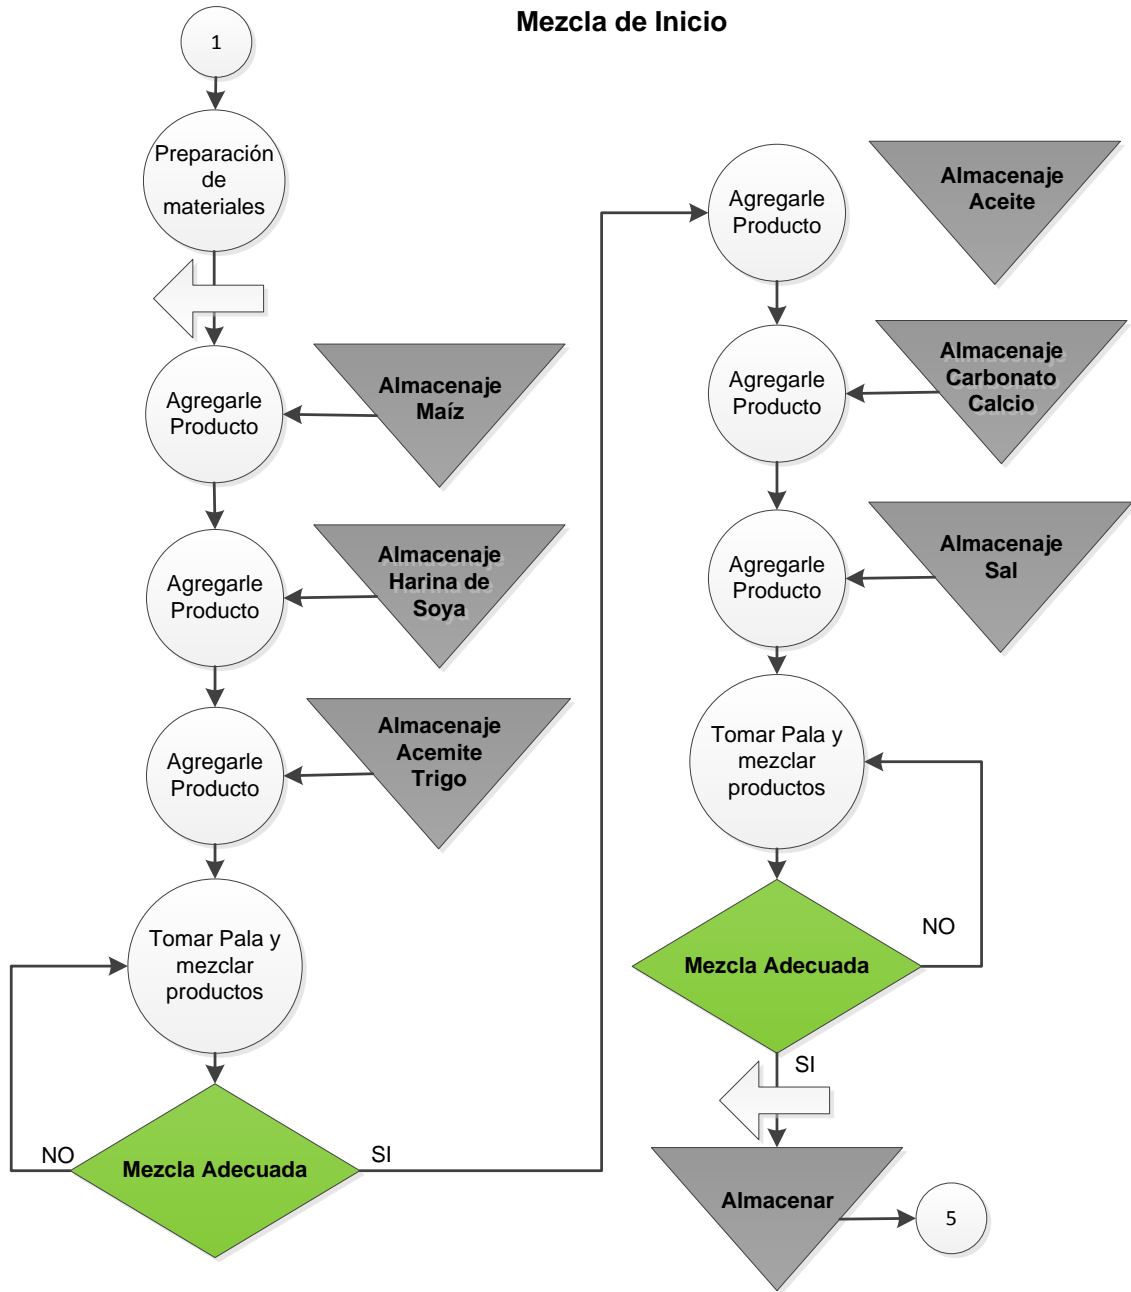 Mezcla de Inicio
1
Preparación
de
materiales
Agregarle
Producto
Almacenaje
Maíz
Agregarle
Producto
Almacenaje
Harina de
Soya
Agregarle
Producto
Almacenaje
Acemite
Trigo
Tomar Pala y
mezclar
productos
NO
Mezcla Adecuada
SI
Agregarle
Producto
Almacenaje
Aceite
Agregarle
Producto
Almacenaje
Carbonato
Calcio
Agregarle
Producto
Almacenaje
Sal
Tomar Pala y
mezclar
productos
NO
Mezcla Adecuada
SI
Almacenar
5